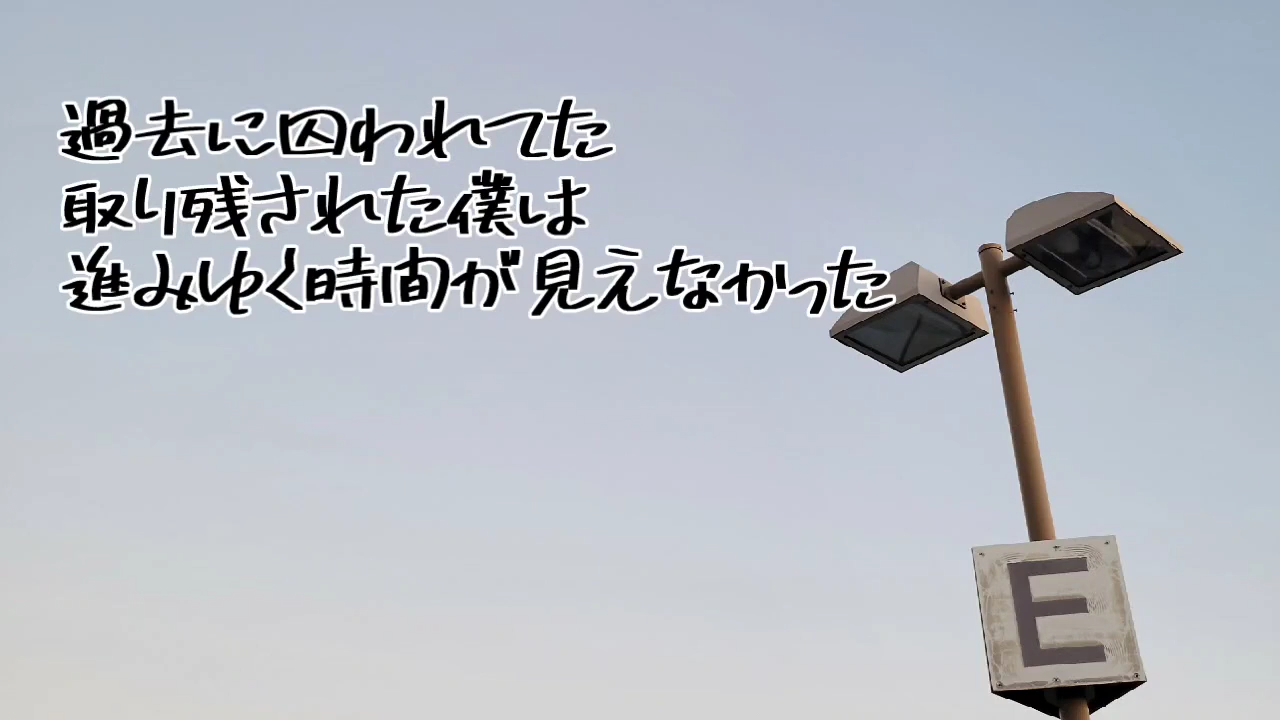 過去に囚われてた
取り残された僕は
進みゆく時間が見えなかった
E